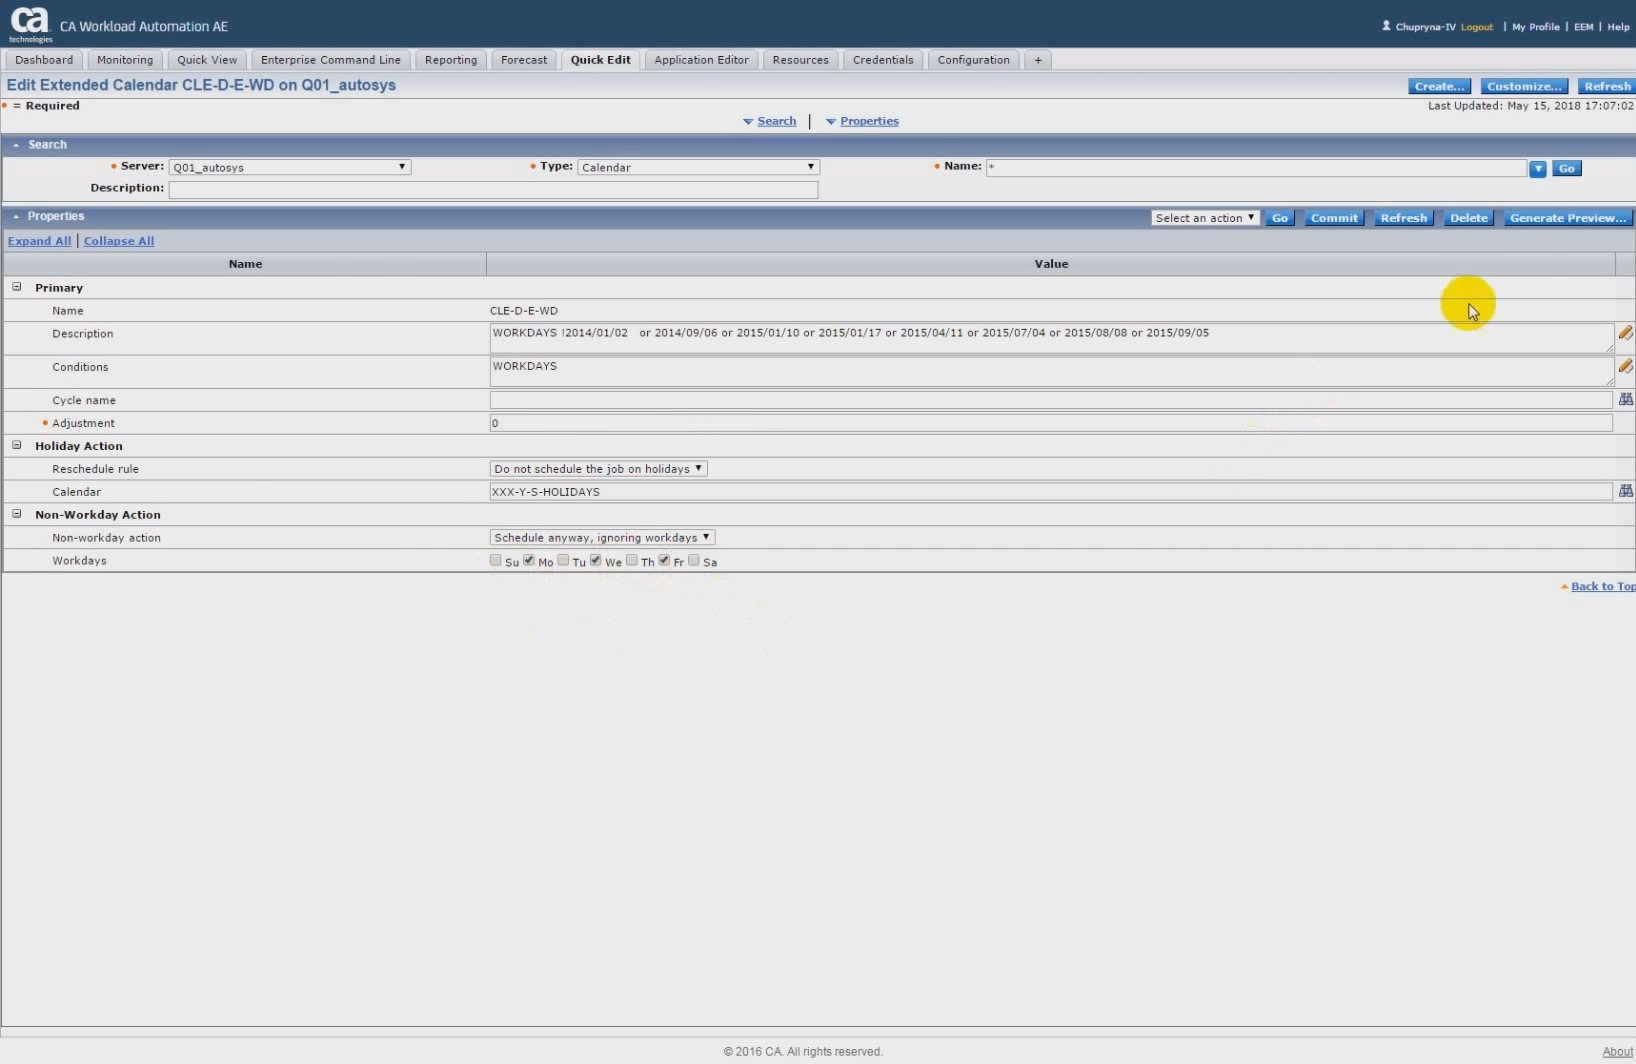 ca
technologies
CA Workload Automation AE
Chupryna-IV Logout | My Profile | EEM | Help
Dashboard Monitoring Quick View Enterprise Command Line Reporting Forecast Quick Edit Application Editor Resources Credentials Configuration +
Edit Extended Calendar CLE-D-E-WD on Q01_autosys
Create... Customize... Refresh
= Required
Last Updated: May 15, 2018 17:07:02
Search | Properties
Search
Server: Q01_autosys Type: Calendar Name: * Go
Description:
Properties
Select an action Go Commit Refresh Delete Generate Preview...
Expand All | Collapse All
Name Value
Primary
Name CLE-D-E-WD
Description WORKDAYS !2014/01/02 or 2014/09/06 or 2015/01/10 or 2015/01/17 or 2015/04/11 or 2015/07/04 or 2015/08/08 or 2015/09/05
Conditions WORKDAYS
Cycle name
Adjustment 0
Holiday Action
Reschedule rule Do not schedule the job on holidays
Calendar XXX-Y-S-HOLIDAYS
Non-Workday Action
Non-workday action Schedule anyway, ignoring workdays
Workdays Su Mo Tu We Th Fr Sa
Back to Top
© 2016 CA. All rights reserved.
About